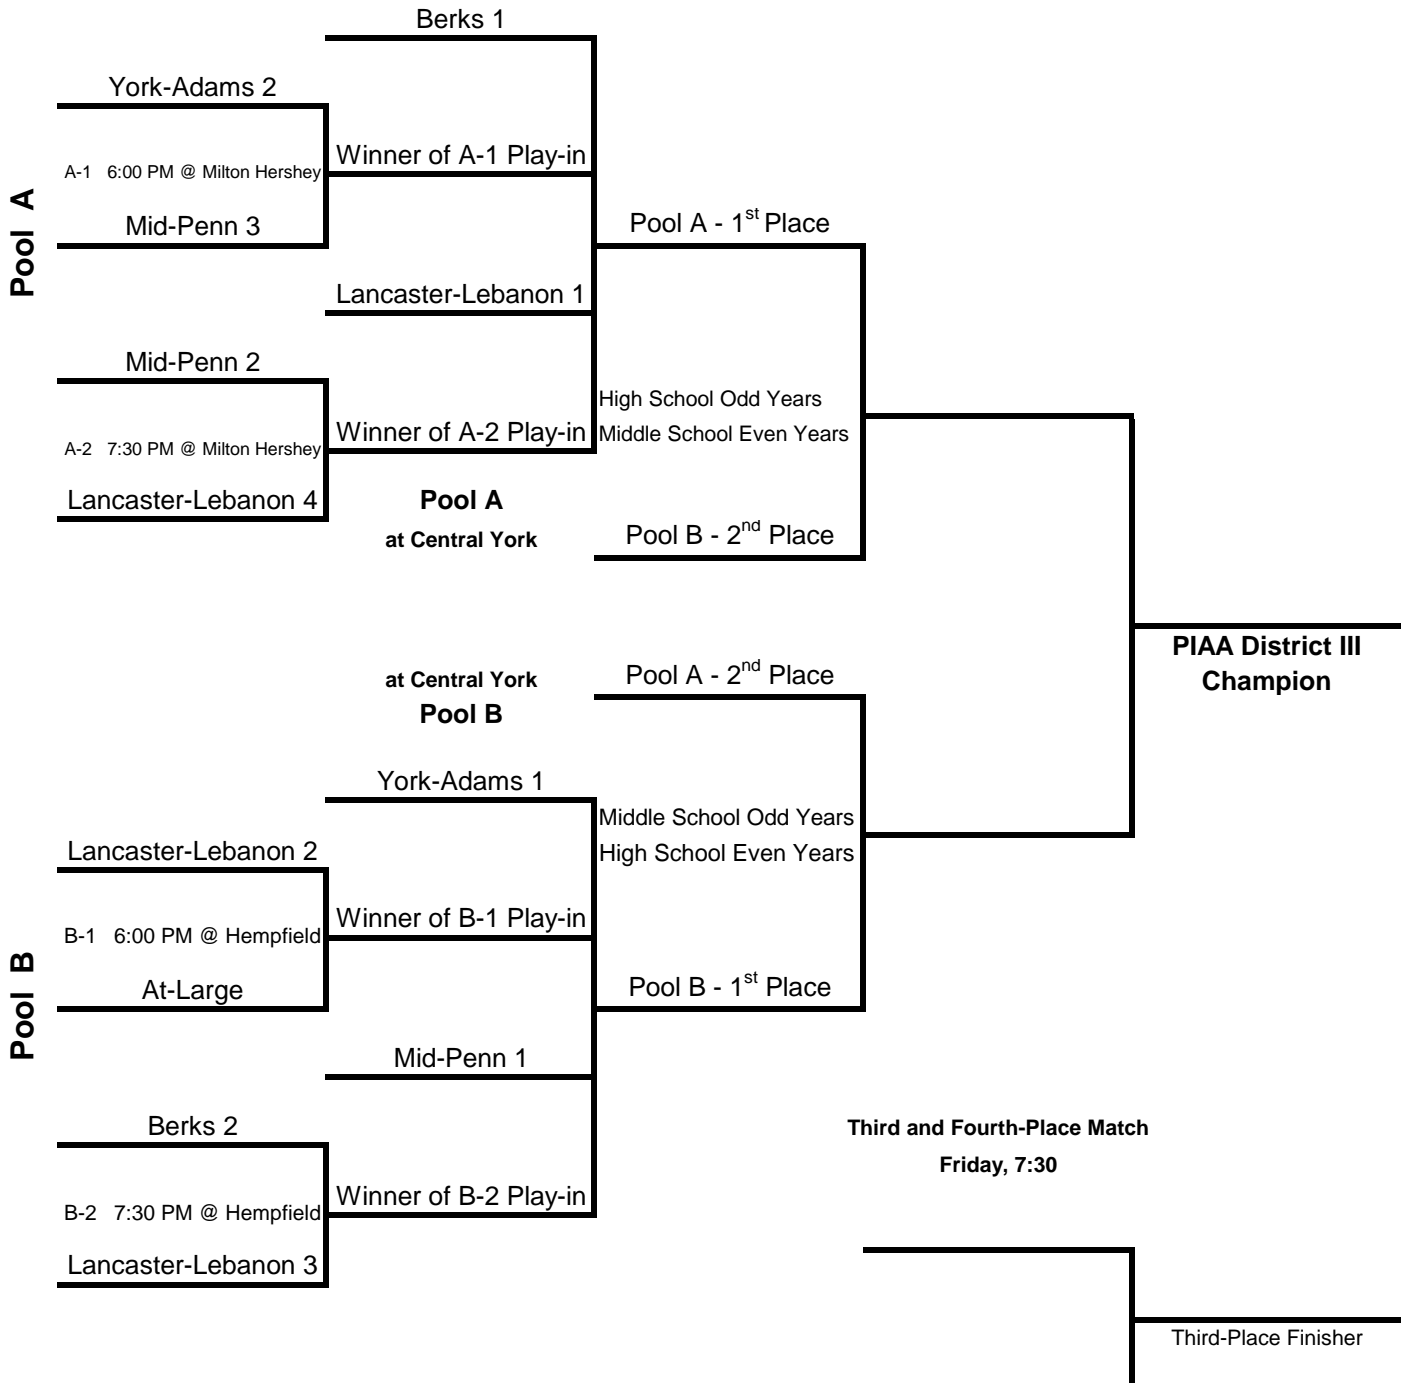 Berks 1
York-Adams 2
Winner of A-1 Play-in
A-1 6:00 PM @ Milton Hershey
Pool A
Mid-Penn 3
Pool A - 1st Place
Lancaster-Lebanon 1
Mid-Penn 2
High School Odd Years
Middle School Even Years
Winner of A-2 Play-in
A-2 7:30 PM @ Milton Hershey
Lancaster-Lebanon 4
Pool A
at Central York
Pool B - 2nd Place
PIAA District III
Champion
at Central York
Pool A - 2nd Place
Pool B
York-Adams 1
Middle School Odd Years
High School Even Years
Lancaster-Lebanon 2
Winner of B-1 Play-in
B-1 6:00 PM @ Hempfield
Pool B
At-Large
Pool B - 1st Place
Mid-Penn 1
Berks 2
Third and Fourth-Place Match
Friday, 7:30
Winner of B-2 Play-in
B-2 7:30 PM @ Hempfield
Lancaster-Lebanon 3
Third-Place Finisher